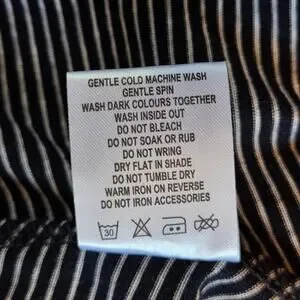 GENTLE COLD MACHINE WASH
GENTLE SPIN
WASH DARK COLOURS TOGETHER
WASH INSIDE OUT
DO NOT BLEACH
DO NOT SOAK OR RUB
DO NOT WRING
DRY FLAT IN SHADE
DO NOT TUMBLE DRY
WARM IRON ON REVERSE
DO NOT IRON ACCESSORIES
30